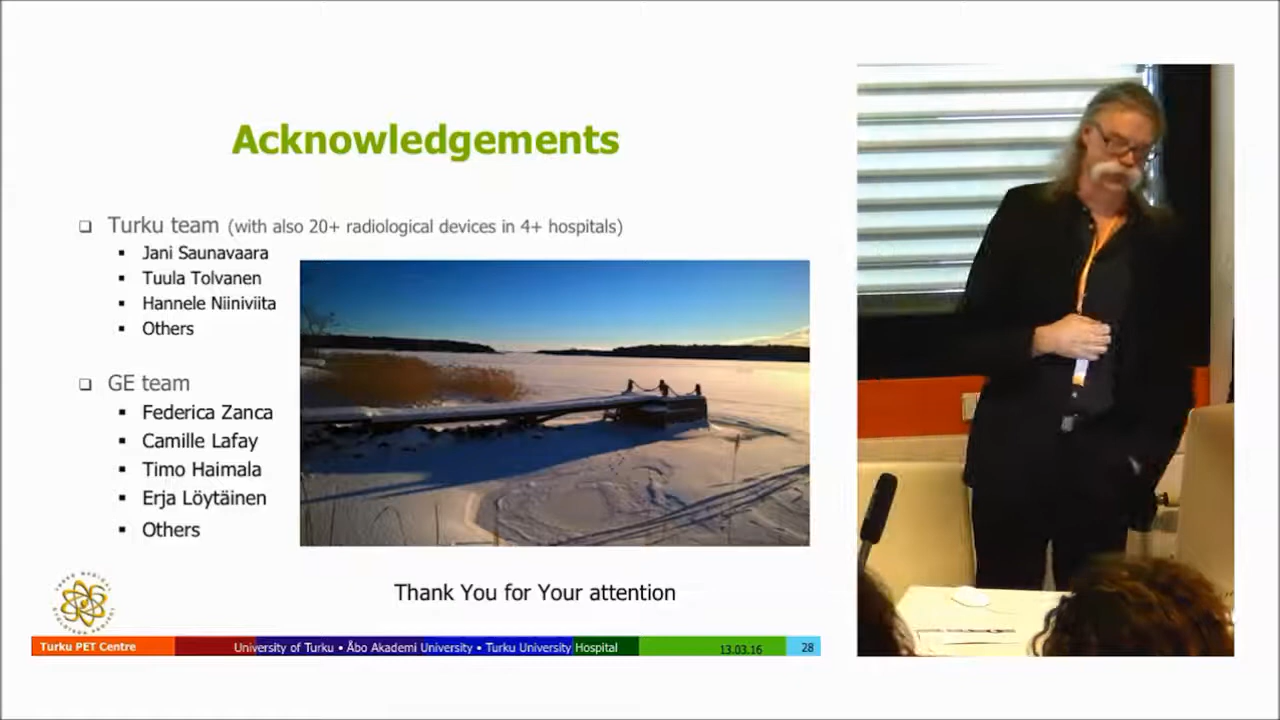 Acknowledgements
Turku team (with also 20+ radiological devices in 4+ hospitals)
Jani Saunavaara
Tuula Tolvanen
Hannele Niiniviita
Others
GE team
Federica Zanca
Camille Lafay
Timo Haimala
Erja Löytäinen
Others
Thank You for Your attention
Turku PET Centre
University of Turku • Åbo Akademi University • Turku University Hospital
13.03.16
28